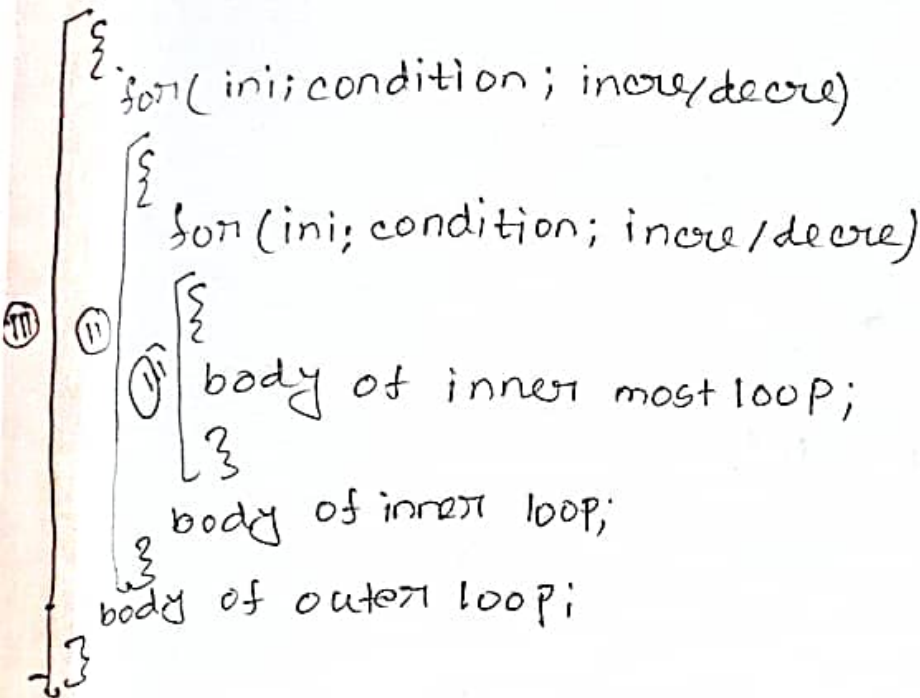 {
for( ini; condition ; incre/decre)
{
for (ini; condition; incre/decre)
{
body of inner most loop;
}
body of inner loop;
}
body of outer loop;
}